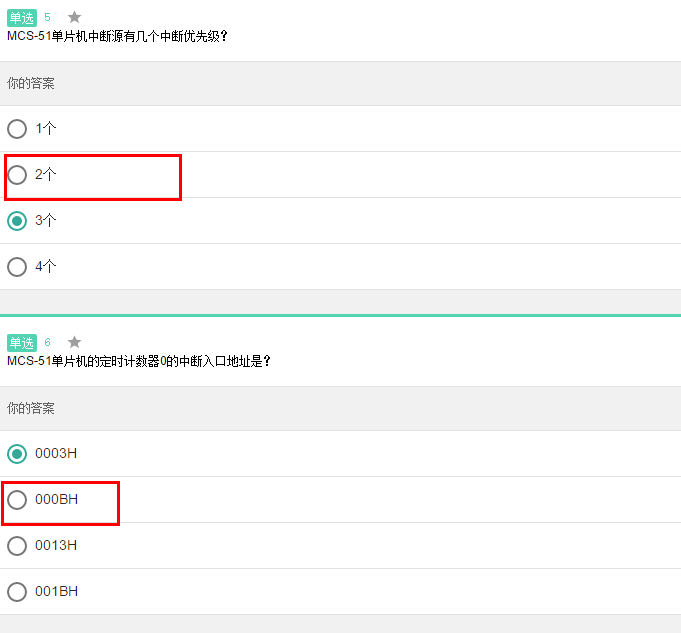 单选 5
MCS-51单片机中断源有几个中断优先级?
你的答案
1个
2个
3个
4个
单选 6
MCS-51单片机的定时计数器0的中断入口地址是?
你的答案
0003H
000BH
0013H
001BH